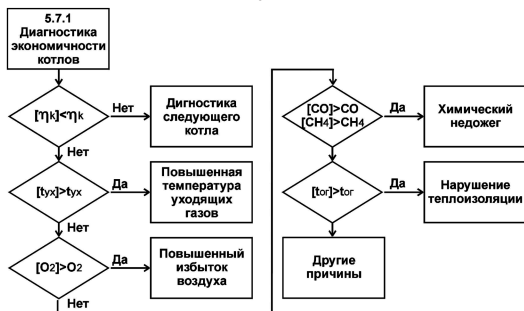 5.7.1
Диагностика
экономичности
котлов
[ηk]<ηk
Нет
Дигностика
следующего
котла
Нет
[tух]>tух
Да
Повышенная
температура
уходящих
газов
Нет
[O2]>O2
Да
Повышенный
избыток
воздуха
Нет
[CO]>CO
[CH4]>CH4
Да
Химический
недожег
[tог]>tог
Да
Нарушение
теплоизоляции
Другие
причины